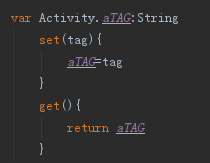 var Activity.aTAG:String
set(tag){
aTAG=tag
}
get(){
return aTAG
}